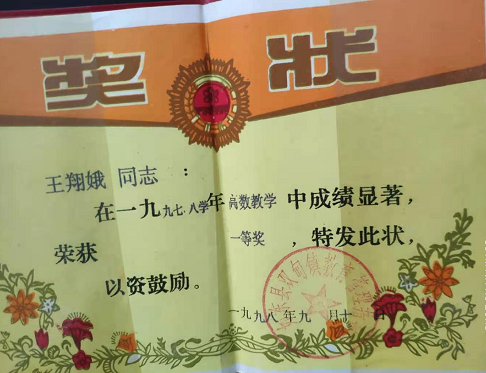 奖状
王翔娥 同志：
在一九九七.八学年高数教学中成绩显著，
荣获 一等奖，特发此状，
以资鼓励。
一九九八年九月十日